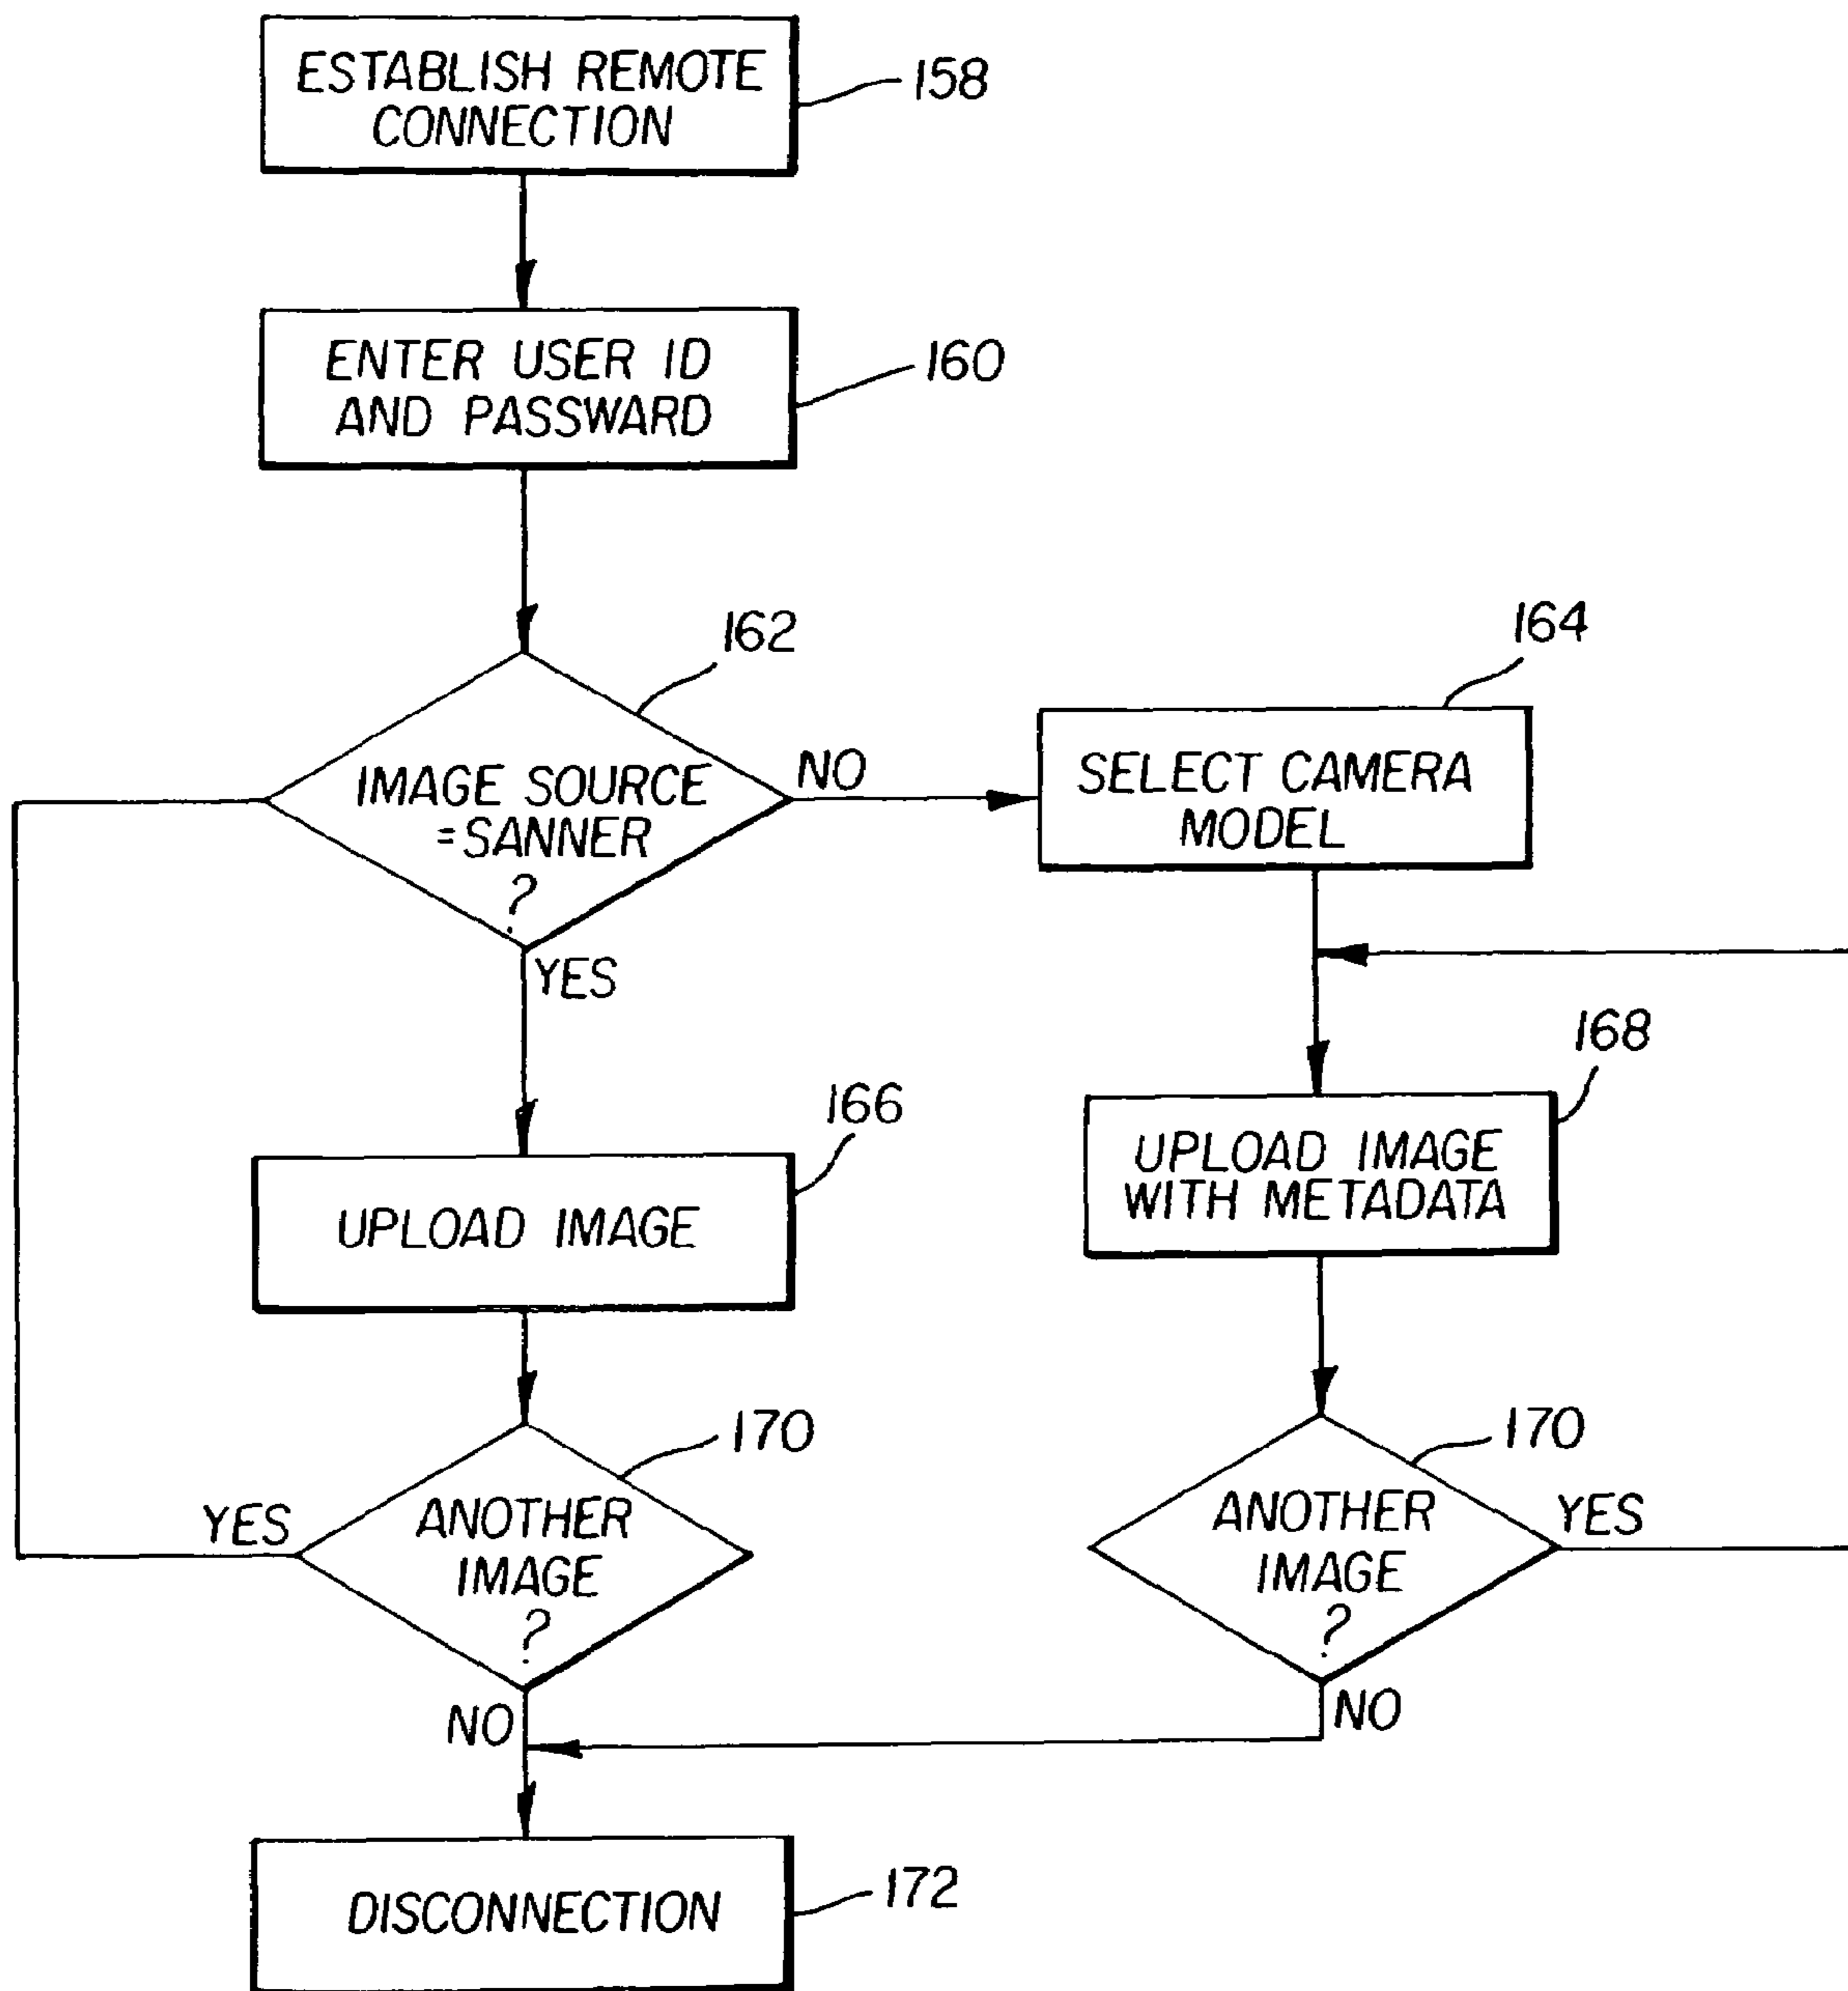 ESTABLISH REMOTE
CONNECTION
158
ENTER USER ID
AND PASSWARD
160
162
IMAGE SOURCE
=SANNER
?
NO
YES
164
SELECT CAMERA
MODEL
166
UPLOAD IMAGE
168
UPLOAD IMAGE
WITH METADATA
170
ANOTHER
IMAGE
?
YES
NO
170
ANOTHER
IMAGE
?
YES
NO
DISCONNECTION
172